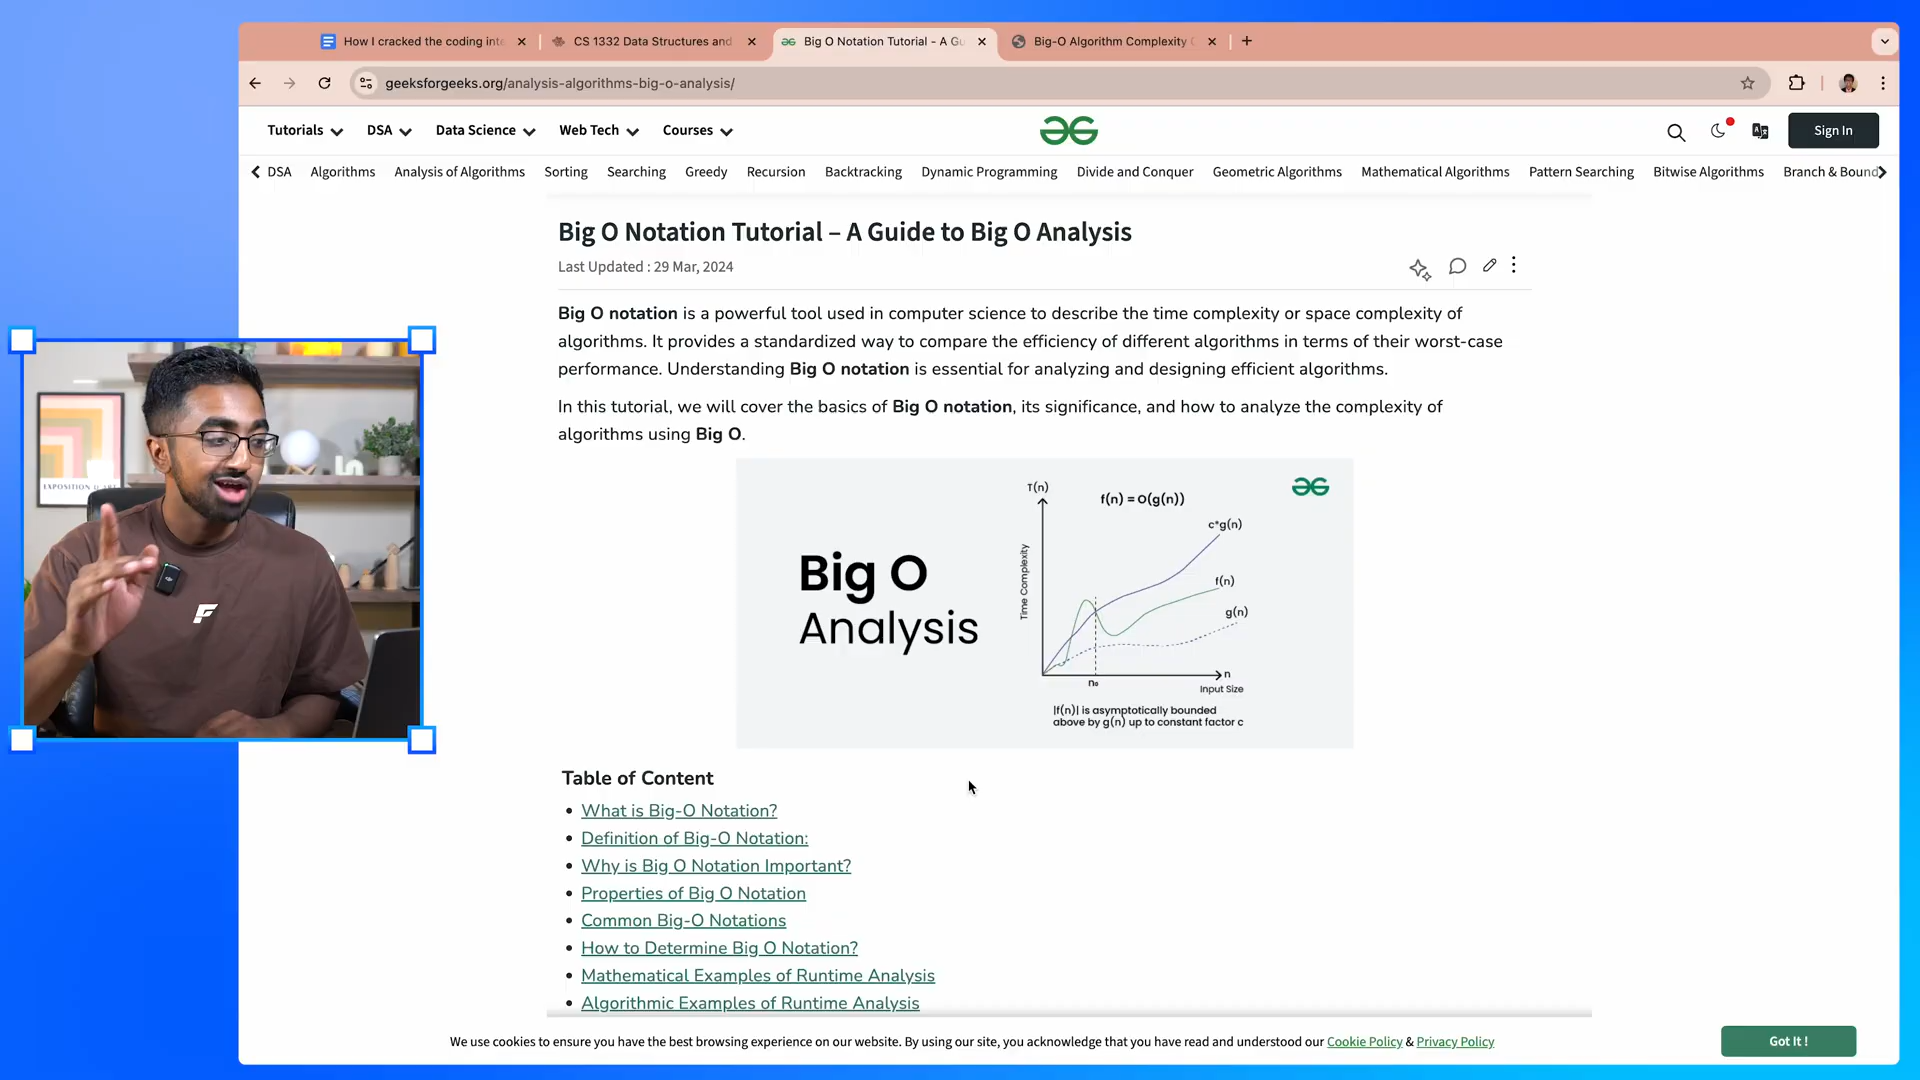 How I cracked the coding inte
CS 1332 Data Structures and
Big O Notation Tutorial - A Gu
Big-O Algorithm Complexity C
geeksforgeeks.org/analysis-algorithms-big-o-analysis/
Tutorials DSA Data Science Web Tech Courses
Sign In
DSA Algorithms Analysis of Algorithms Sorting Searching Greedy Recursion Backtracking Dynamic Programming Divide and Conquer Geometric Algorithms Mathematical Algorithms Pattern Searching Bitwise Algorithms Branch & Bound
Big O Notation Tutorial – A Guide to Big O Analysis
Last Updated : 29 Mar, 2024
Big O notation is a powerful tool used in computer science to describe the time complexity or space complexity of
algorithms. It provides a standardized way to compare the efficiency of different algorithms in terms of their worst-case
performance. Understanding Big O notation is essential for analyzing and designing efficient algorithms.
In this tutorial, we will cover the basics of Big O notation, its significance, and how to analyze the complexity of
algorithms using Big O.
Big O
Analysis
T(n)
f(n) = O(g(n))
c*g(n)
f(n)
g(n)
Time Complexity
n₀
n
Input Size
|f(n)| is asymptotically bounded
above by g(n) up to constant factor c
Table of Content
What is Big-O Notation?
Definition of Big-O Notation:
Why is Big O Notation Important?
Properties of Big O Notation
Common Big-O Notations
How to Determine Big O Notation?
Mathematical Examples of Runtime Analysis
Algorithmic Examples of Runtime Analysis
We use cookies to ensure you have the best browsing experience on our website. By using our site, you acknowledge that you have read and understood our Cookie Policy & Privacy Policy
Got It !